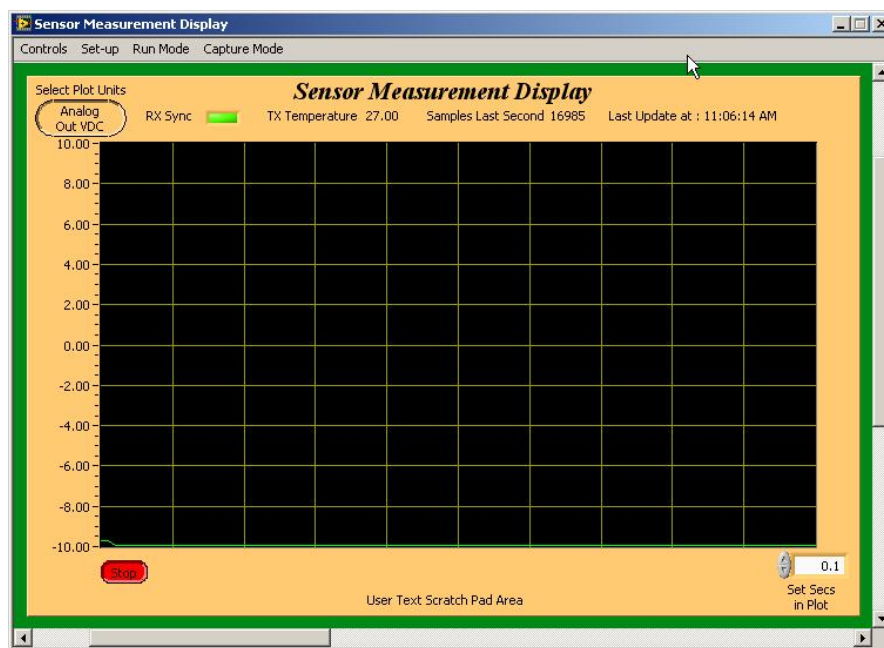 Sensor Measurement Display
Controls Set-up Run Mode Capture Mode
Select Plot Units
Sensor Measurement Display
Analog
Out VDC
RX Sync
TX Temperature 27.00
Samples Last Second 16985
Last Update at : 11:06:14 AM
10.00
8.00
6.00
4.00
2.00
0.00
-2.00
-4.00
-6.00
-8.00
-10.00
Stop
0.1
Set Secs
in Plot
User Text Scratch Pad Area